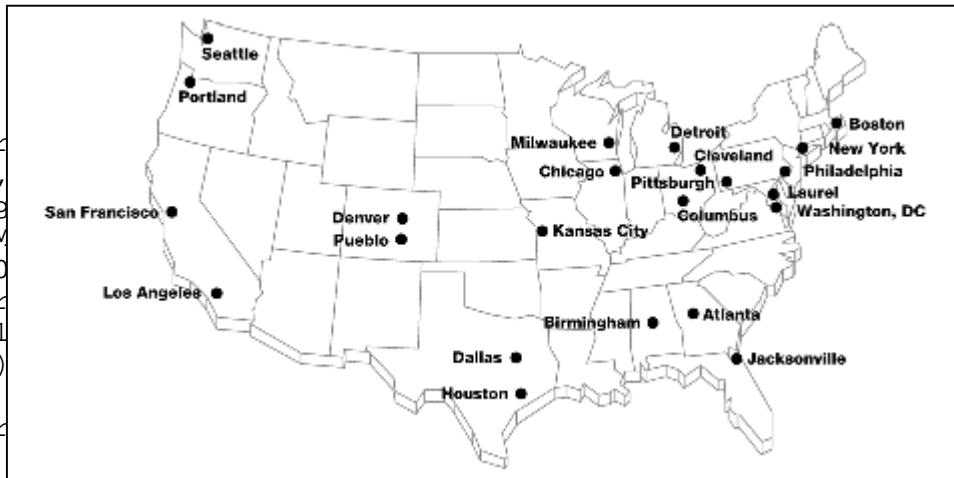 Seattle
Portland
Boston
Detroit
Milwaukee
New York
Cleveland
Chicago
Philadelphia
Pittsburgh
Laurel
San Francisco
Washington, DC
Columbus
Denver
Kansas City
Pueblo
Los Angeles
Atlanta
Birmingham
Dallas
Jacksonville
Houston